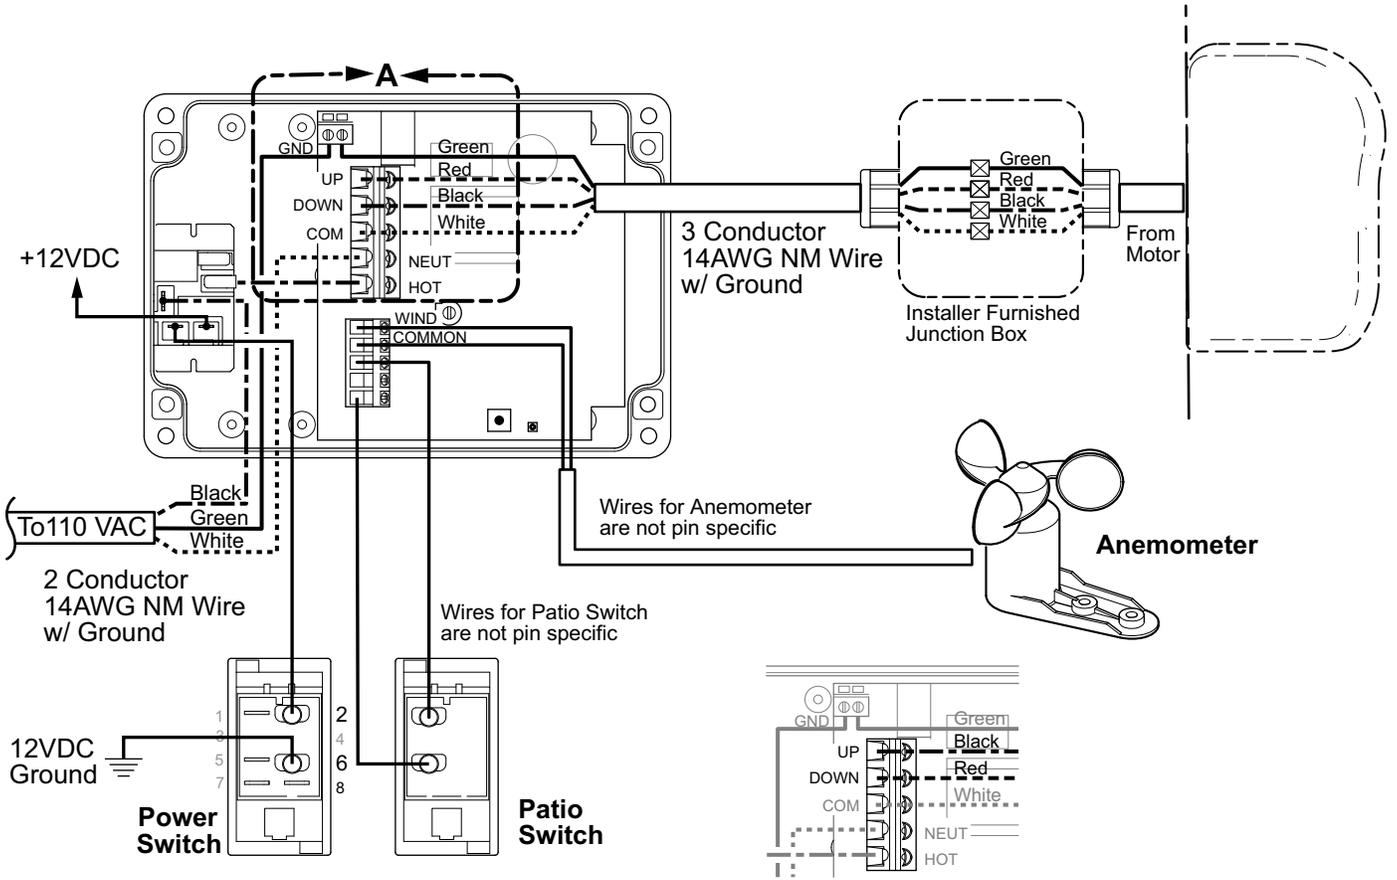 A
GND
Green
UP
Red
DOWN
Black
COM
White
NEUT
HOT
+12VDC
WIND
COMMON
3 Conductor
14AWG NM Wire
w/ Ground
Green
Red
Black
White
From
Motor
Installer Furnished
Junction Box
Black
Green
White
To110 VAC
2 Conductor
14AWG NM Wire
w/ Ground
Wires for Anemometer
are not pin specific
Anemometer
Wires for Patio Switch
are not pin specific
1
2
3
4
5
6
7
8
12VDC
Ground
Power
Switch
Patio
Switch
GND
Green
UP
Black
DOWN
Red
COM
White
NEUT
HOT